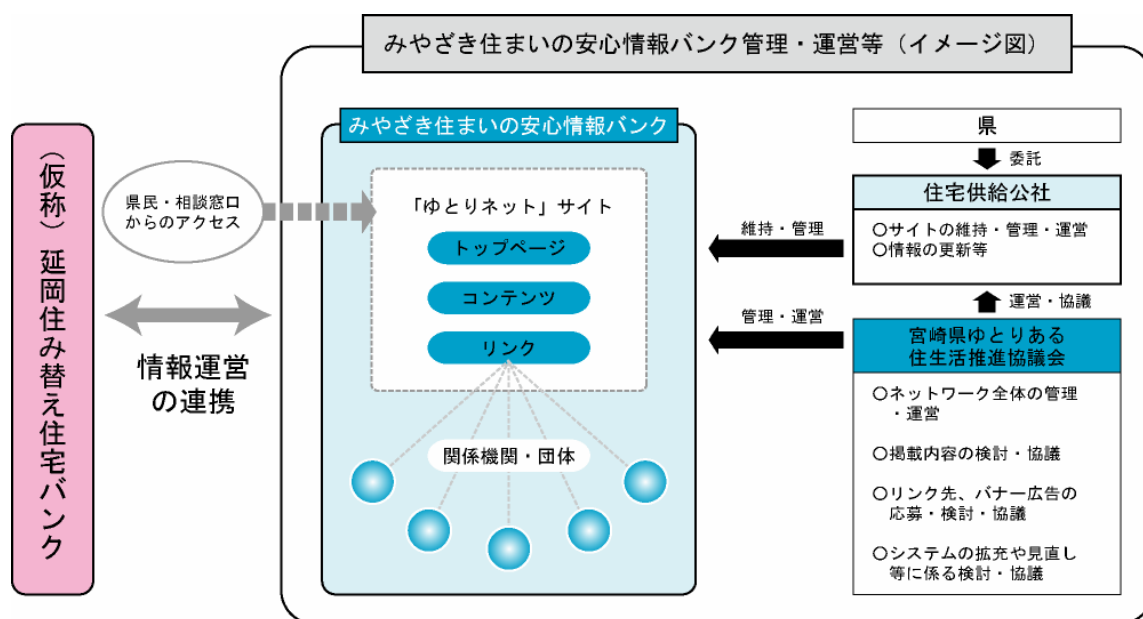 みやざき住まいの安心情報バンク管理・運営等（イメージ図）
（仮称）延岡住み替え住宅バンク
県民・相談窓口
からのアクセス
情報運営
の連携
みやざき住まいの安心情報バンク
「ゆとりネット」サイト
トップページ
コンテンツ
リンク
関係機関・団体
維持・管理
管理・運営
県
委託
住宅供給公社
○サイトの維持・管理・運営
○情報の更新等
運営・協議
宮崎県ゆとりある
住生活推進協議会
○ネットワーク全体の管理
・運営
○掲載内容の検討・協議
○リンク先、バナー広告の
応募・検討・協議
○システムの拡充や見直し
等に係る検討・協議